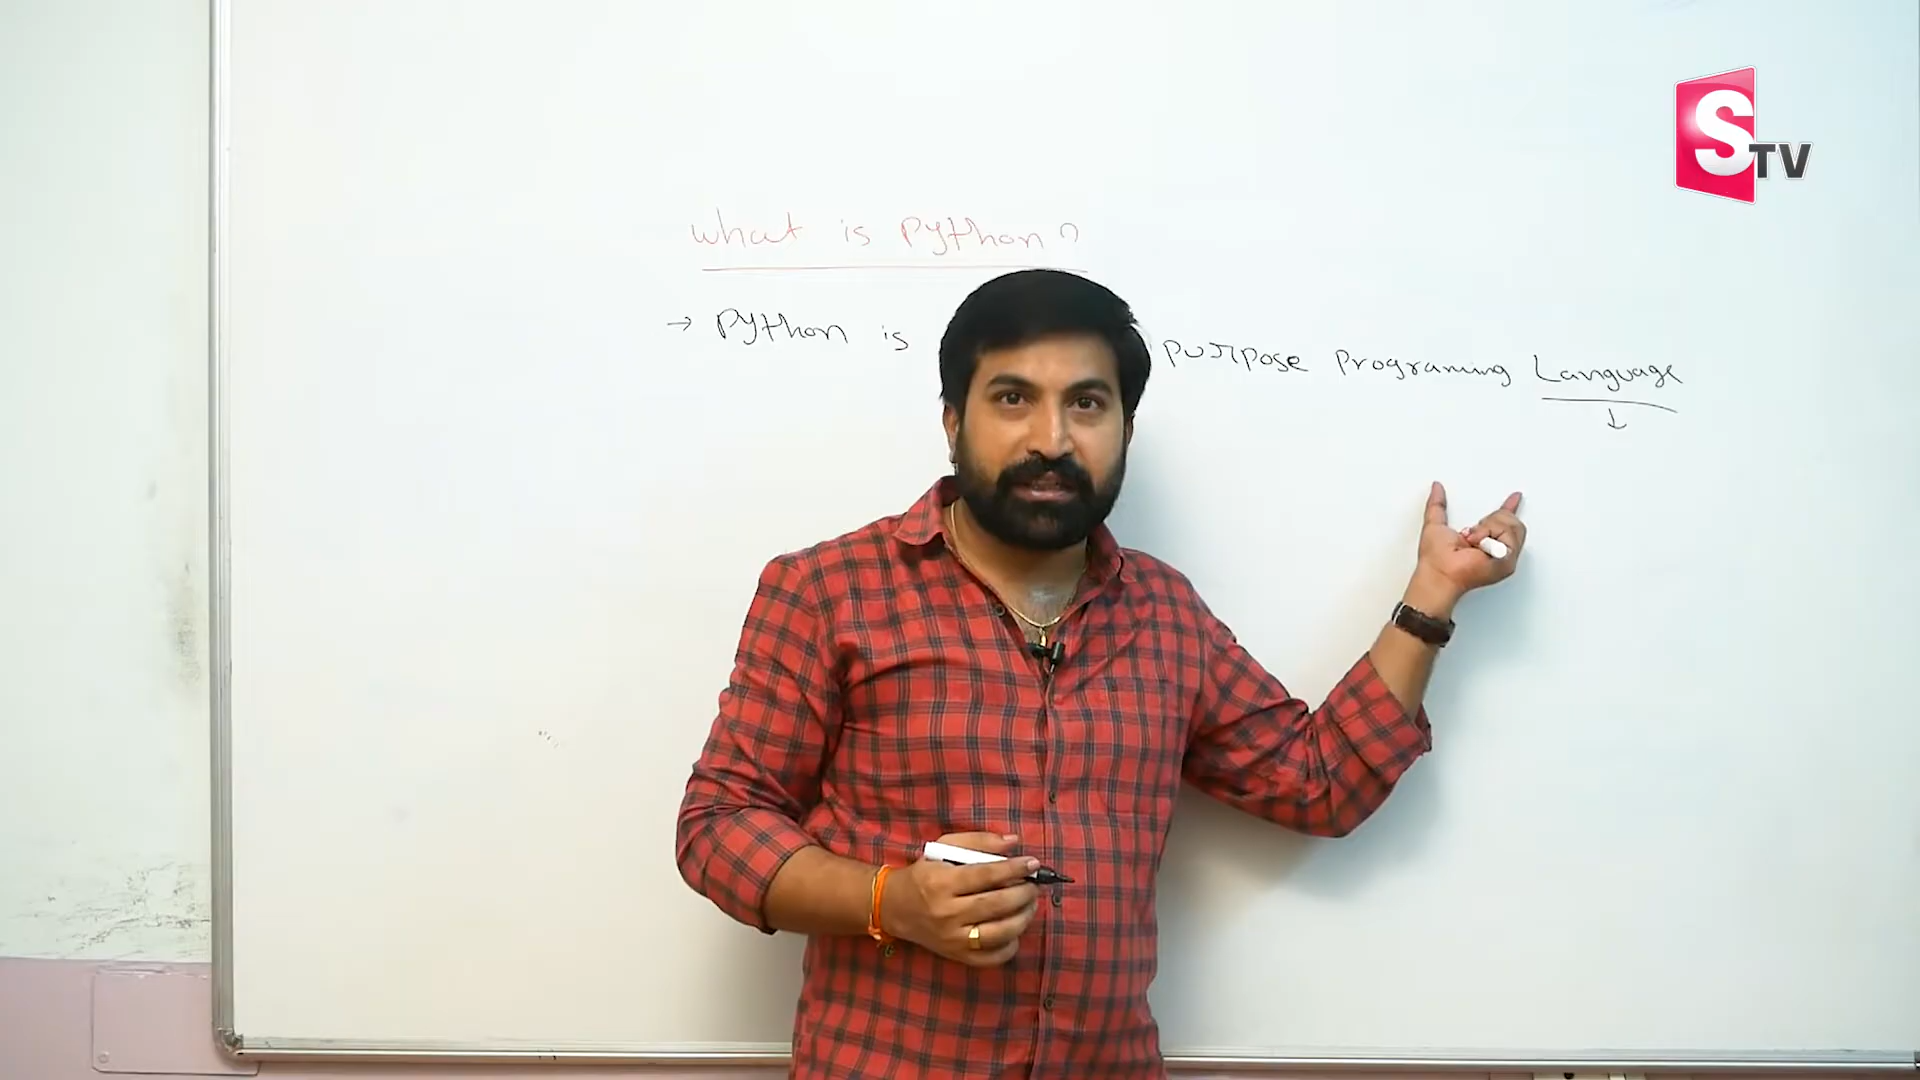 STV
what is Python?
→ Python is purpose Programing Language
↓